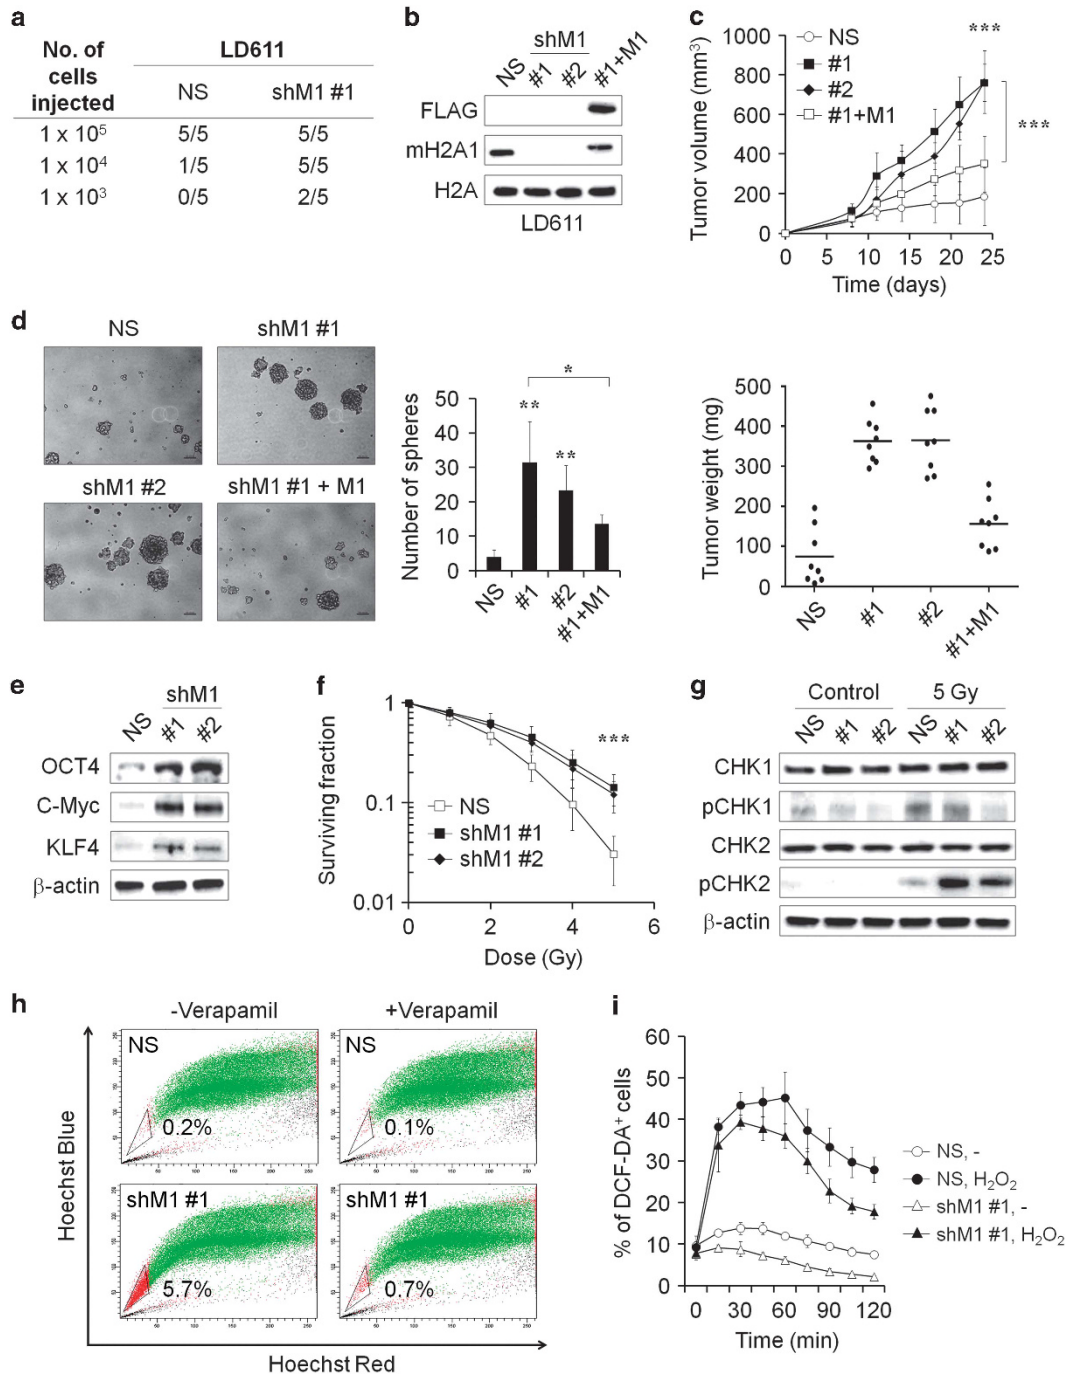 a
No. of cells injected LD611
NS shM1 #1
1 x 10⁵ 5/5 5/5
1 x 10⁴ 1/5 5/5
1 x 10³ 0/5 2/5
b
shM1
NS #1 #2 #1+M1
FLAG
mH2A1
H2A
LD611
c
***
NS
#1
#2
#1+M1
***
Tumor volume (mm³)
1000
800
600
400
200
0
0 5 10 15 20 25
Time (days)
d
NS shM1 #1
shM1 #2 shM1 #1 + M1
Number of spheres
50
40
30
20
10
0
*
** **
NS #1 #2 #1+M1
Tumor weight (mg)
500
400
300
200
100
0
NS #1 #2 #1+M1
e
shM1
NS #1 #2
OCT4
C-Myc
KLF4
β-actin
f
Surviving fraction
1
0.1
0.01
***
NS
shM1 #1
shM1 #2
0 2 4 6
Dose (Gy)
g
Control 5 Gy
NS #1 #2 NS #1 #2
CHK1
pCHK1
CHK2
pCHK2
β-actin
h
-Verapamil +Verapamil
NS NS
0.2% 0.1%
shM1 #1 shM1 #1
5.7% 0.7%
Hoechst Blue
Hoechst Red
i
% of DCF-DA⁺ cells
60
50
40
30
20
10
0
0 30 60 90 120
Time (min)
NS, -
NS, H₂O₂
shM1 #1, -
shM1 #1, H₂O₂